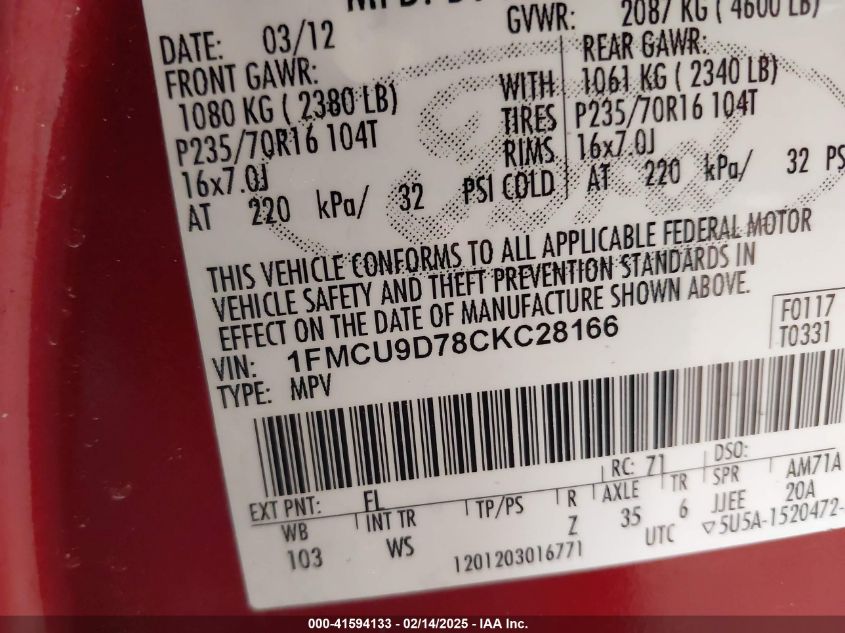 GVWR: 2087 KG ( 4600 LB)
DATE: 03/12
FRONT GAWR:
1080 KG ( 2380 LB)
P235/70R16 104T
16x7.0J
AT 220 kPa/ 32 PSI COLD
WITH
TIRES
RIMS
REAR GAWR:
1061 KG ( 2340 LB)
P235/70R16 104T
16x7.0J
AT 220 kPa/ 32 PS
THIS VEHICLE CONFORMS TO ALL APPLICABLE FEDERAL MOTOR
VEHICLE SAFETY AND THEFT PREVENTION STANDARDS IN
EFFECT ON THE DATE OF MANUFACTURE SHOWN ABOVE.
VIN: 1FMCU9D78CKC28166
TYPE: MPV
F0117
T0331
EXT PNT: FL RC: 71 DSO:
WB INT TR TP/PS R AXLE TR SPR AM71A
103 WS Z 35 6 JJEE 20A
1201203016771 UTC ▽5U5A-1520472-
000-41594133 - 02/14/2025 - IAA Inc.